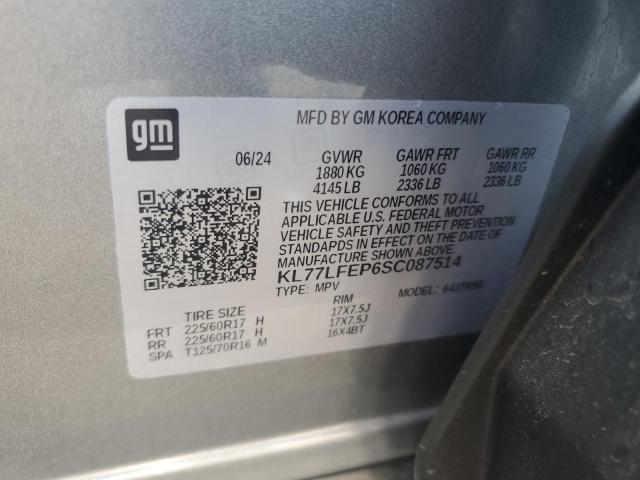 MFD BY GM KOREA COMPANY
gm
06/24 GVWR GAWR FRT GAWR RR
1880 KG 1060 KG 1060 KG
4145 LB 2336 LB 2336 LB
THIS VEHICLE CONFORMS TO ALL
APPLICABLE U.S. FEDERAL MOTOR
VEHICLE SAFETY AND THEFT PREVENTION
STANDARDS IN EFFECT ON THE DATE OF
MANUFACTURE SHOWN ABOVE.
KL77LFEP6SC087514
TYPE: MPV MODEL:
TIRE SIZE RIM
FRT 225/60R17 H 17X7.5J
RR 225/60R17 H 17X7.5J
SPA T125/70R16 M 16X4BT